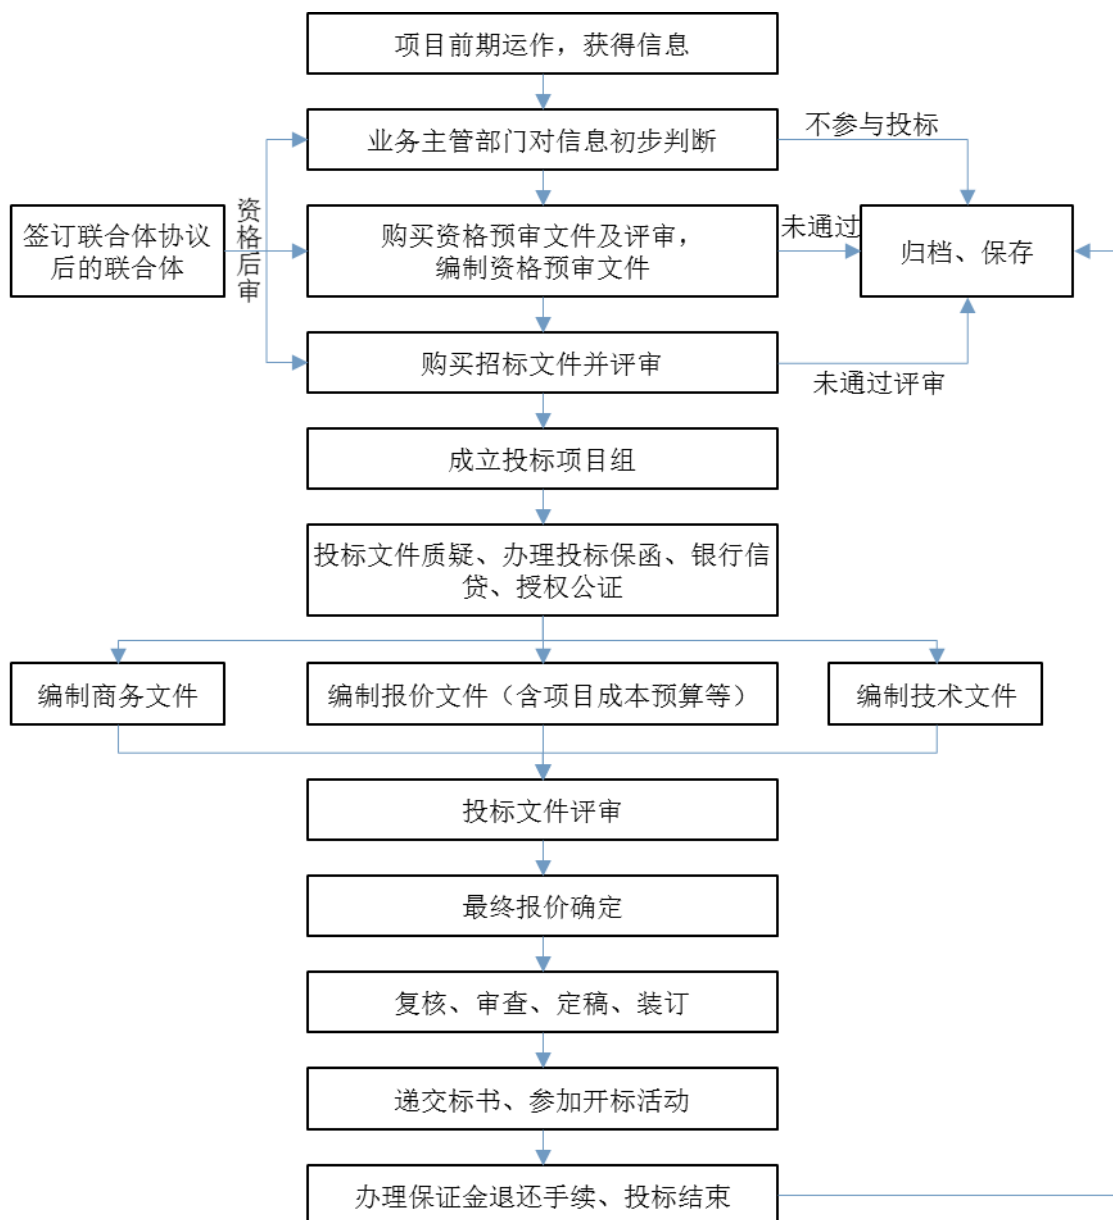 项目前期运作，获得信息
业务主管部门对信息初步判断
不参与投标
签订联合体协议
后的联合体
资格后审
购买资格预审文件及评审，
编制资格预审文件
未通过
归档、保存
购买招标文件并评审
未通过评审
成立投标项目组
投标文件质疑、办理投标保函、银行信
贷、授权公证
编制商务文件
编制报价文件（含项目成本预算等）
编制技术文件
投标文件评审
最终报价确定
复核、审查、定稿、装订
递交标书、参加开标活动
办理保证金退还手续、投标结束